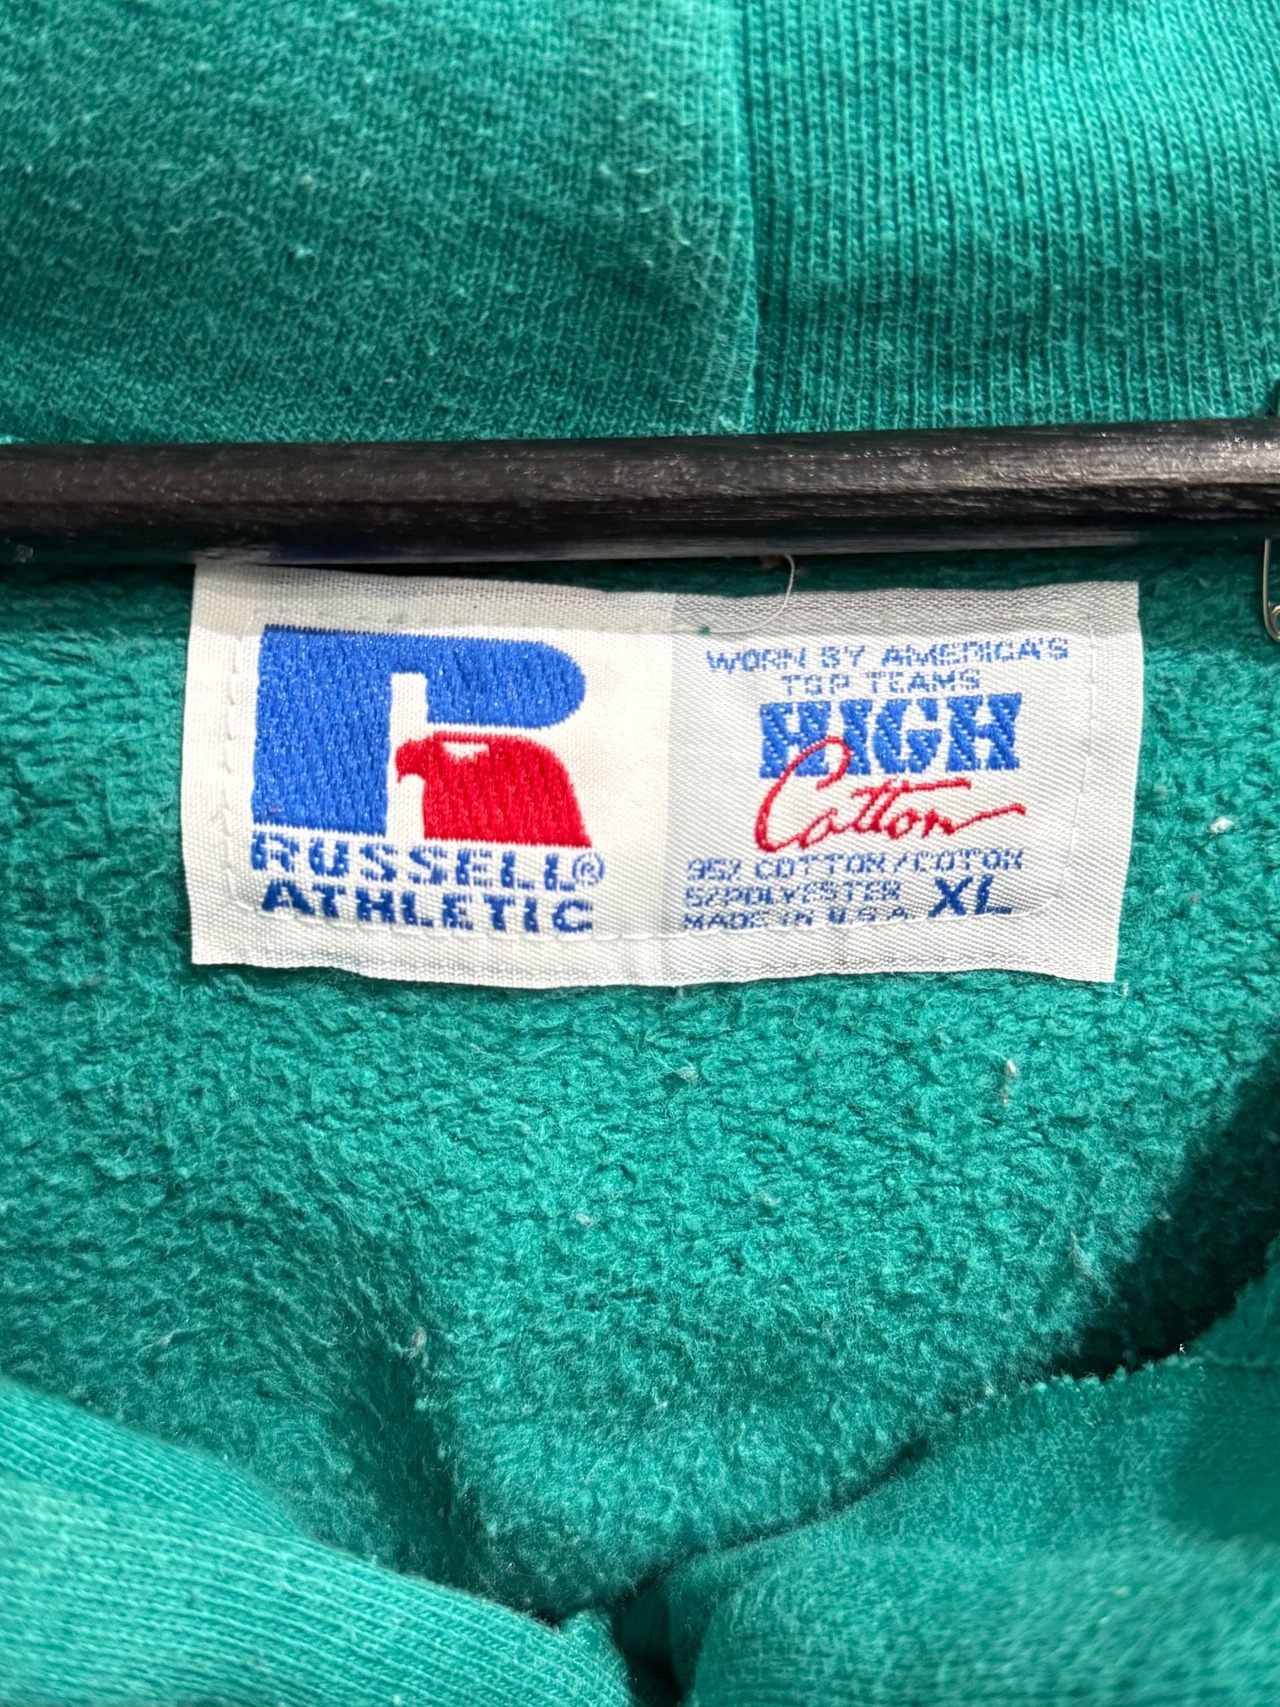 RUSSELL®
ATHLETIC
WORN BY AMERICA'S
TOP TEAMS
HIGH
Cotton
95% COTTON/COTON
5%POLYESTER
MADE IN U.S.A. XL